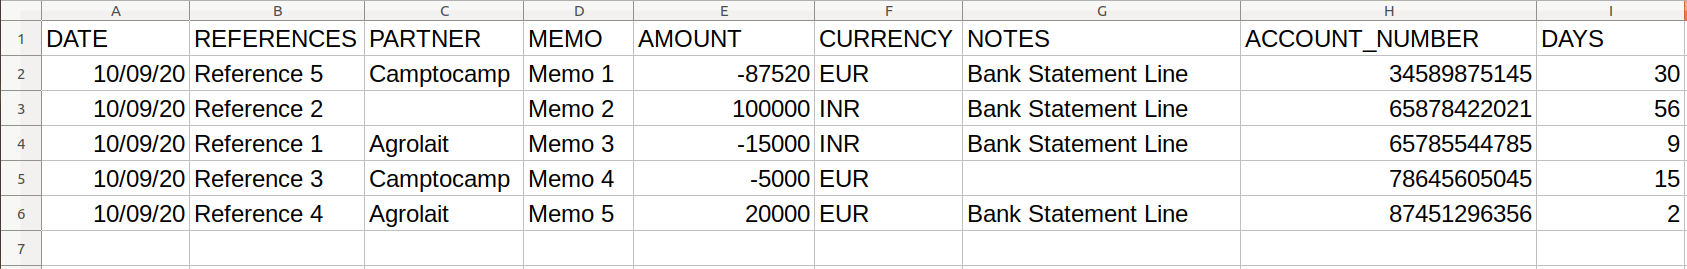 A B C D E F G H I
1 DATE REFERENCES PARTNER MEMO AMOUNT CURRENCY NOTES ACCOUNT_NUMBER DAYS
2 10/09/20 Reference 5 Camptocamp Memo 1 -87520 EUR Bank Statement Line 34589875145 30
3 10/09/20 Reference 2 Memo 2 100000 INR Bank Statement Line 65878422021 56
4 10/09/20 Reference 1 Agrolait Memo 3 -15000 INR Bank Statement Line 65785544785 9
5 10/09/20 Reference 3 Camptocamp Memo 4 -5000 EUR 78645605045 15
6 10/09/20 Reference 4 Agrolait Memo 5 20000 EUR Bank Statement Line 87451296356 2
7